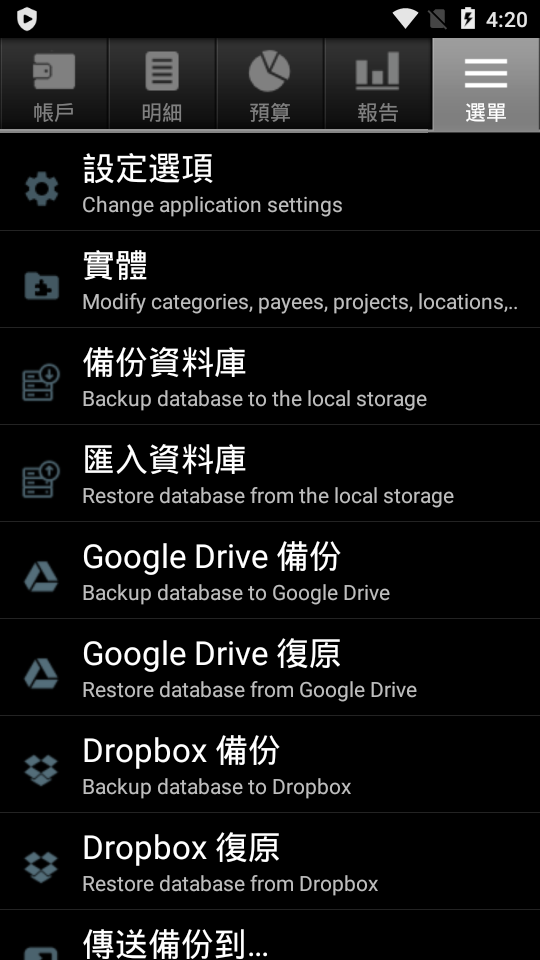 4:20
帳戶
明細
預算
報告
選單
設定選項
Change application settings
實體
Modify categories, payees, projects, locations,..
備份資料庫
Backup database to the local storage
匯入資料庫
Restore database from the local storage
Google Drive 備份
Backup database to Google Drive
Google Drive 復原
Restore database from Google Drive
Dropbox 備份
Backup database to Dropbox
Dropbox 復原
Restore database from Dropbox
傳送備份到...